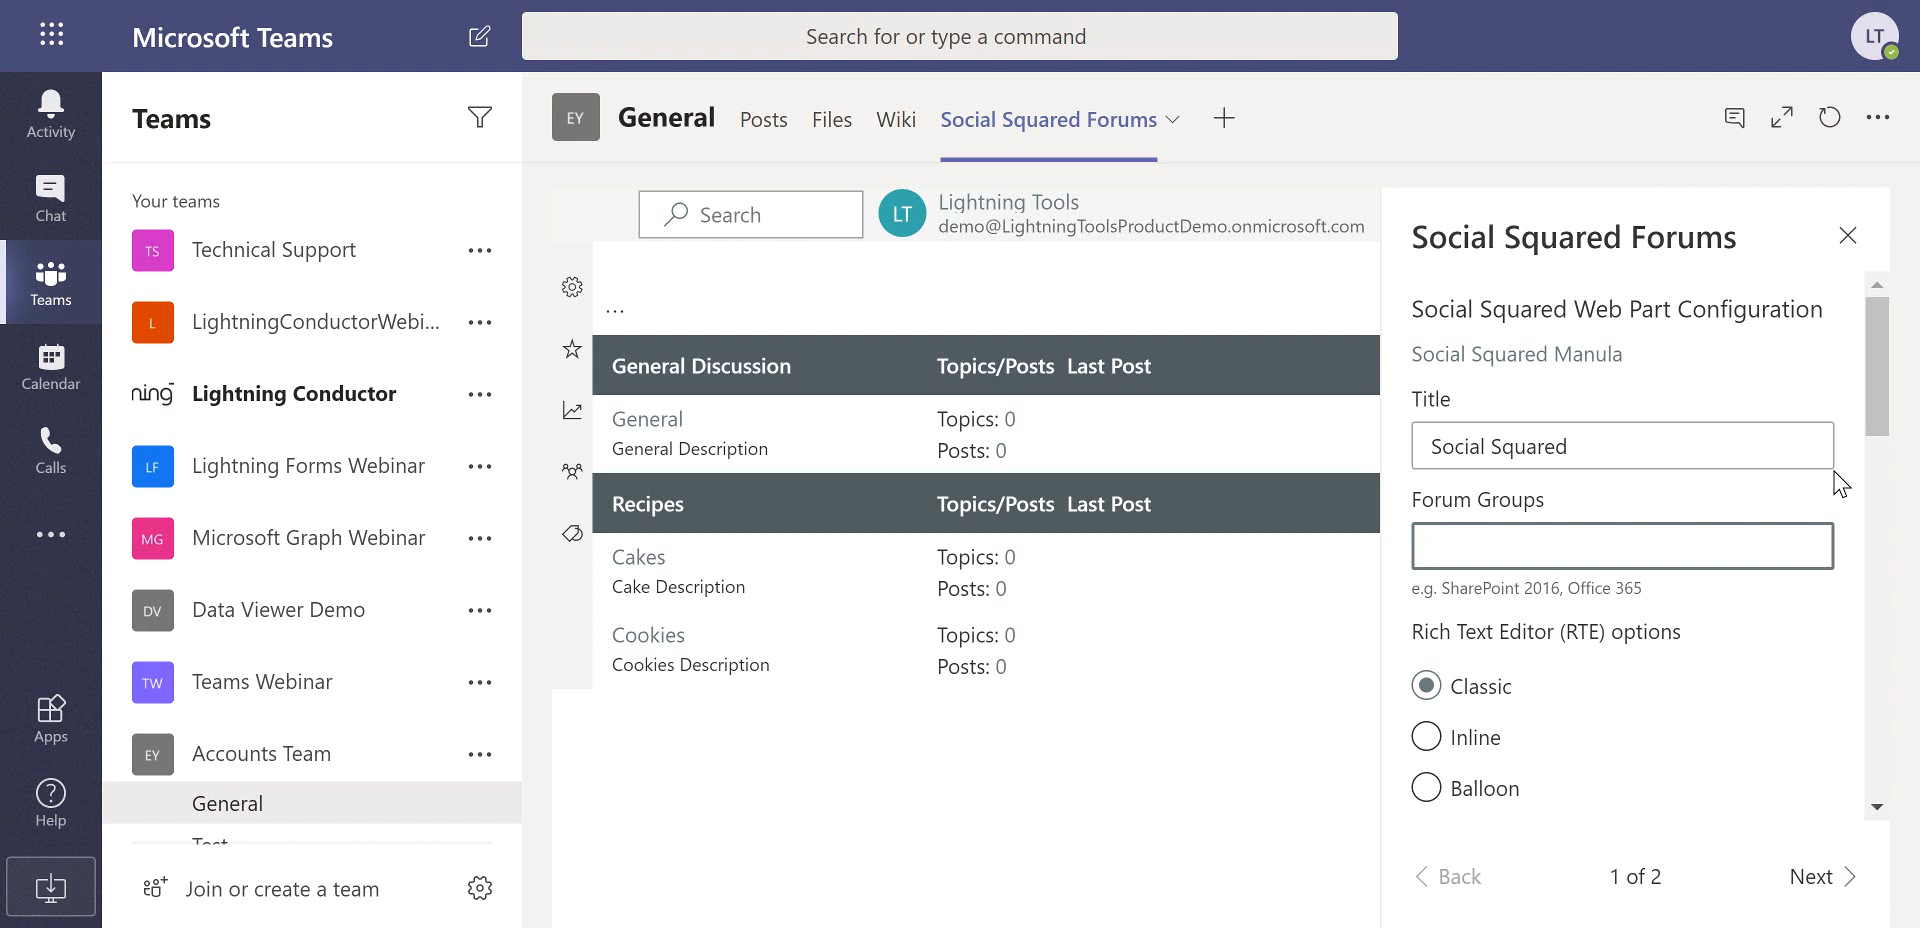 Microsoft Teams
Search for or type a command
LT
Activity
Chat
Teams
Calendar
Calls
Apps
Help
Teams
Your teams
TS Technical Support
L LightningConductorWebi...
ning Lightning Conductor
LF Lightning Forms Webinar
MG Microsoft Graph Webinar
DV Data Viewer Demo
TW Teams Webinar
EY Accounts Team
General
Test
Join or create a team
EY General Posts Files Wiki Social Squared Forums
Search
LT Lightning Tools
demo@LightningToolsProductDemo.onmicrosoft.com
...
General Discussion Topics/Posts Last Post
General Topics: 0
General Description Posts: 0
Recipes Topics/Posts Last Post
Cakes Topics: 0
Cake Description Posts: 0
Cookies Topics: 0
Cookies Description Posts: 0
Social Squared Forums
Social Squared Web Part Configuration
Social Squared Manula
Title
Social Squared
Forum Groups
e.g. SharePoint 2016, Office 365
Rich Text Editor (RTE) options
Classic
Inline
Balloon
Back 1 of 2 Next